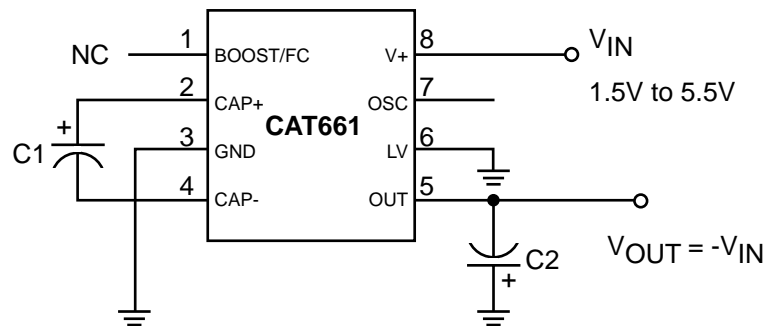 NC
1 BOOST/FC V+ 8 VIN
1.5V to 5.5V
2 CAP+ OSC 7
CAT661
+
C1
3 GND LV 6
4 CAP- OUT 5
C2
+
VOUT = -VIN